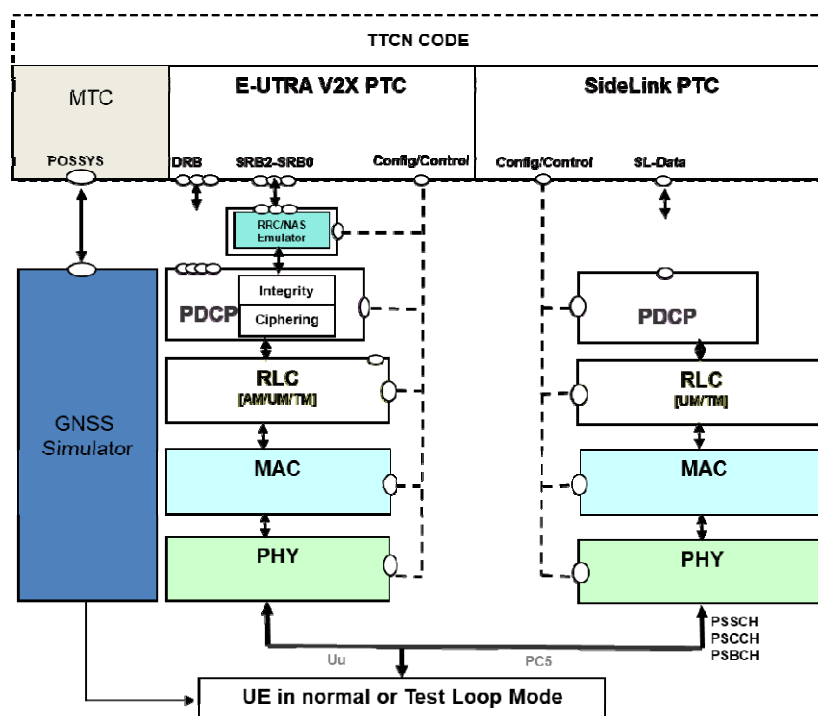 TTCN CODE
MTC
E-UTRA V2X PTC
SideLink PTC
POSSYS
DRB
SRB2-SRB0
Config/Control
Config/Control
SL-Data
RRC/NAS
Emulator
Integrity
PDCP
Ciphering
PDCP
RLC
[AM/UM/TM]
RLC
[UM/TM]
GNSS
Simulator
MAC
MAC
PHY
PHY
PSSCH
PSCCH
PSBCH
Uu
PC5
UE in normal or Test Loop Mode